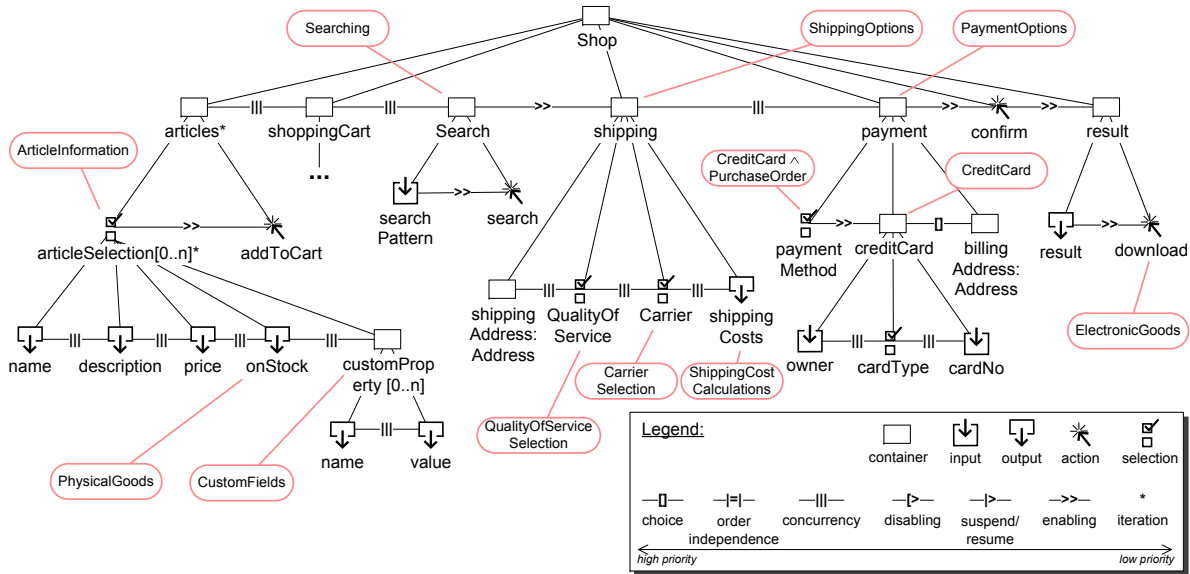 Shop
Searching
ShippingOptions
PaymentOptions
||| ||| >> ||| >> >>
articles* shoppingCart Search shipping payment confirm result
...
ArticleInformation
CreditCard ∧
PurchaseOrder
CreditCard
>> >> >> [] >>
articleSelection[0..n]* addToCart
search
Pattern
search
payment
Method
creditCard
billing
Address:
Address
result download
||| ||| |||
shipping
Address:
Address
QualityOf
Service
Carrier
shipping
Costs
ElectronicGoods
||| ||| ||| |||
name description price onStock
customProp
erty [0..n]
||| |||
owner cardType cardNo
Carrier
Selection
ShippingCost
Calculations
QualityOfService
Selection
|||
name value
PhysicalGoods
CustomFields
Legend:
container input output action selection
[] |=| ||| [> |> >> *
choice order
independence
concurrency disabling suspend/
resume
enabling iteration
high priority low priority